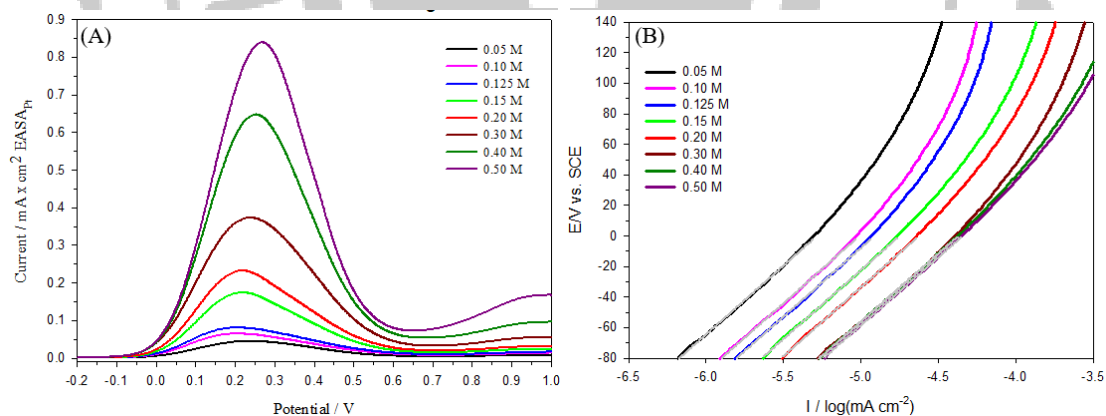 (A)
0.9
0.8
0.7
0.6
0.5
0.4
0.3
0.2
0.1
0.0
Current / mA x cm⁻² EASA_Pt
0.05 M
0.10 M
0.125 M
0.15 M
0.20 M
0.30 M
0.40 M
0.50 M
-0.2 -0.1 0.0 0.1 0.2 0.3 0.4 0.5 0.6 0.7 0.8 0.9 1.0
Potential / V
(B)
140
120
100
80
60
40
20
0
-20
-40
-60
-80
E/V vs. SCE
0.05 M
0.10 M
0.125 M
0.15 M
0.20 M
0.30 M
0.40 M
0.50 M
-6.5 -6.0 -5.5 -5.0 -4.5 -4.0 -3.5
I / log(mA cm⁻²)